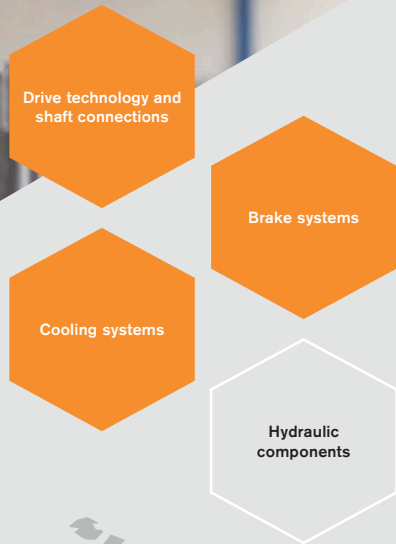 Drive technology and
shaft connections
Brake systems
Cooling systems
Hydraulic
components